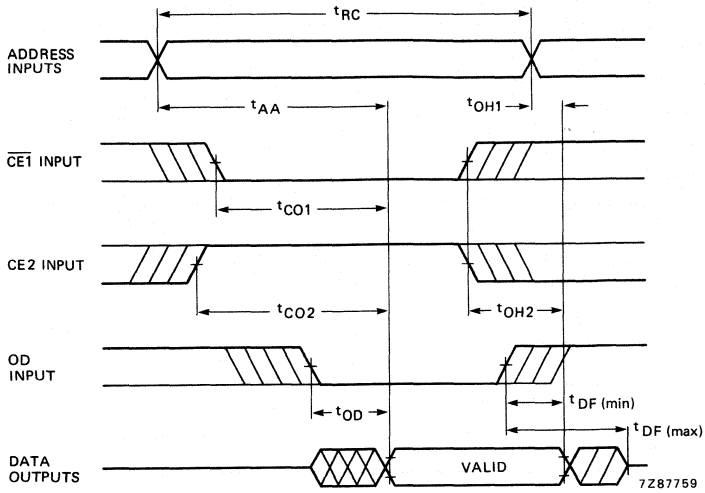 tRC
ADDRESS
INPUTS
tAA
tOH1
CE1 INPUT
tCO1
CE2 INPUT
tCO2
tOH2
OD
INPUT
tOD
tDF (min)
tDF (max)
DATA
OUTPUTS
VALID
7Z87759